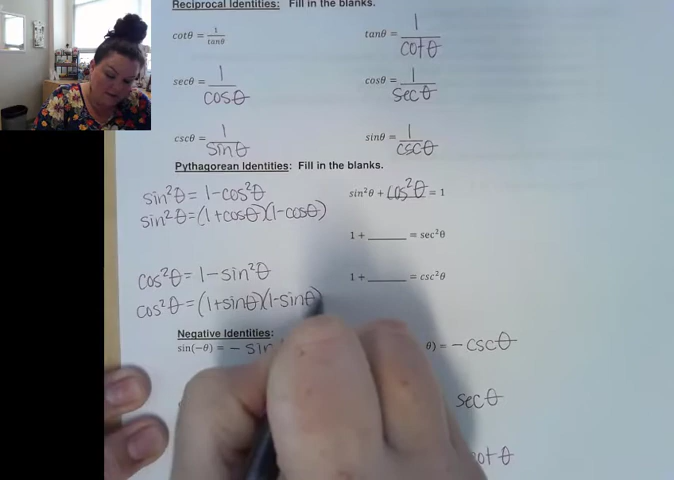 Reciprocal Identities: Fill in the blanks.
cotθ = 1/tanθ
tanθ = 1/cotθ
secθ = 1/cosθ
cosθ = 1/secθ
cscθ = 1/sinθ
sinθ = 1/cscθ
Pythagorean Identities: Fill in the blanks.
sin²θ = 1-cos²θ
sin²θ + cos²θ = 1
sin²θ = (1+cosθ)(1-cosθ)
1 + ______ = sec²θ
cos²θ = 1-sin²θ
1 + ______ = csc²θ
cos²θ = (1+sinθ)(1-sinθ)
Negative Identities:
sin(-θ) = - sin
θ) = -cscθ
secθ
cotθ